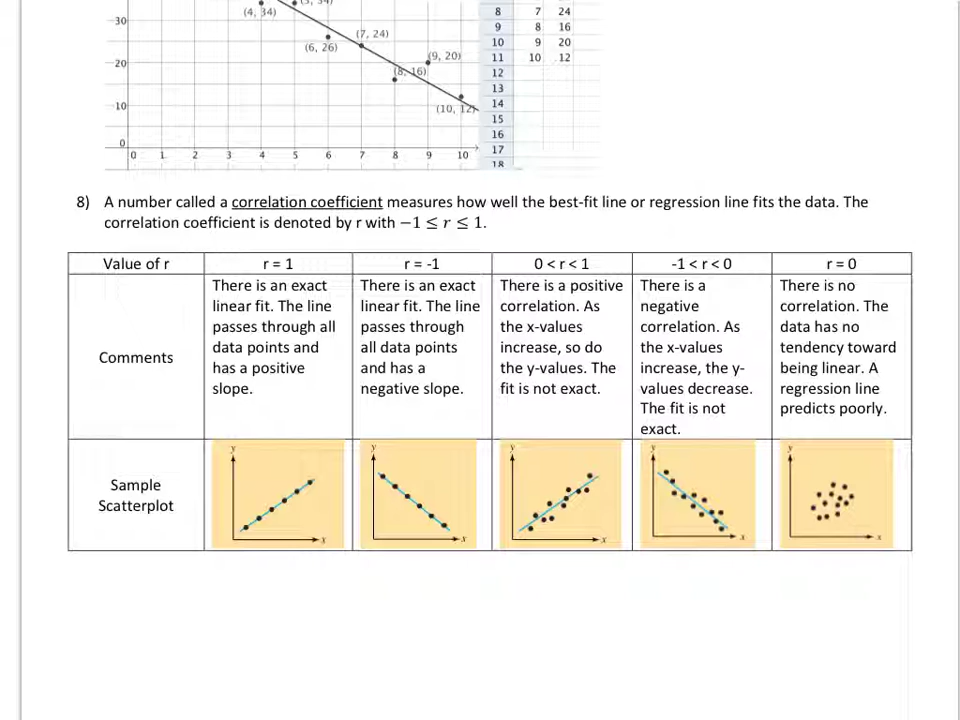 (4, 34)
30
(7, 24)
(6, 26)
(9, 20)
20
(8, 16)
10
(10, 12)
0
0 1 2 3 4 5 6 7 8 9 10
8 7 24
9 8 16
10 9 20
11 10 12
12
13
14
15
16
17
18
8) A number called a correlation coefficient measures how well the best-fit line or regression line fits the data. The
correlation coefficient is denoted by r with −1 ≤ r ≤ 1.
Value of r
r = 1
r = -1
0 < r < 1
-1 < r < 0
r = 0
Comments
There is an exact
linear fit. The line
passes through all
data points and
has a positive
slope.
There is an exact
linear fit. The line
passes through
all data points
and has a
negative slope.
There is a positive
correlation. As
the x-values
increase, so do
the y-values. The
fit is not exact.
There is a
negative
correlation. As
the x-values
increase, the y-
values decrease.
The fit is not
exact.
There is no
correlation. The
data has no
tendency toward
being linear. A
regression line
predicts poorly.
Sample
Scatterplot
y
x
y
x
y
x
y
x
y
x